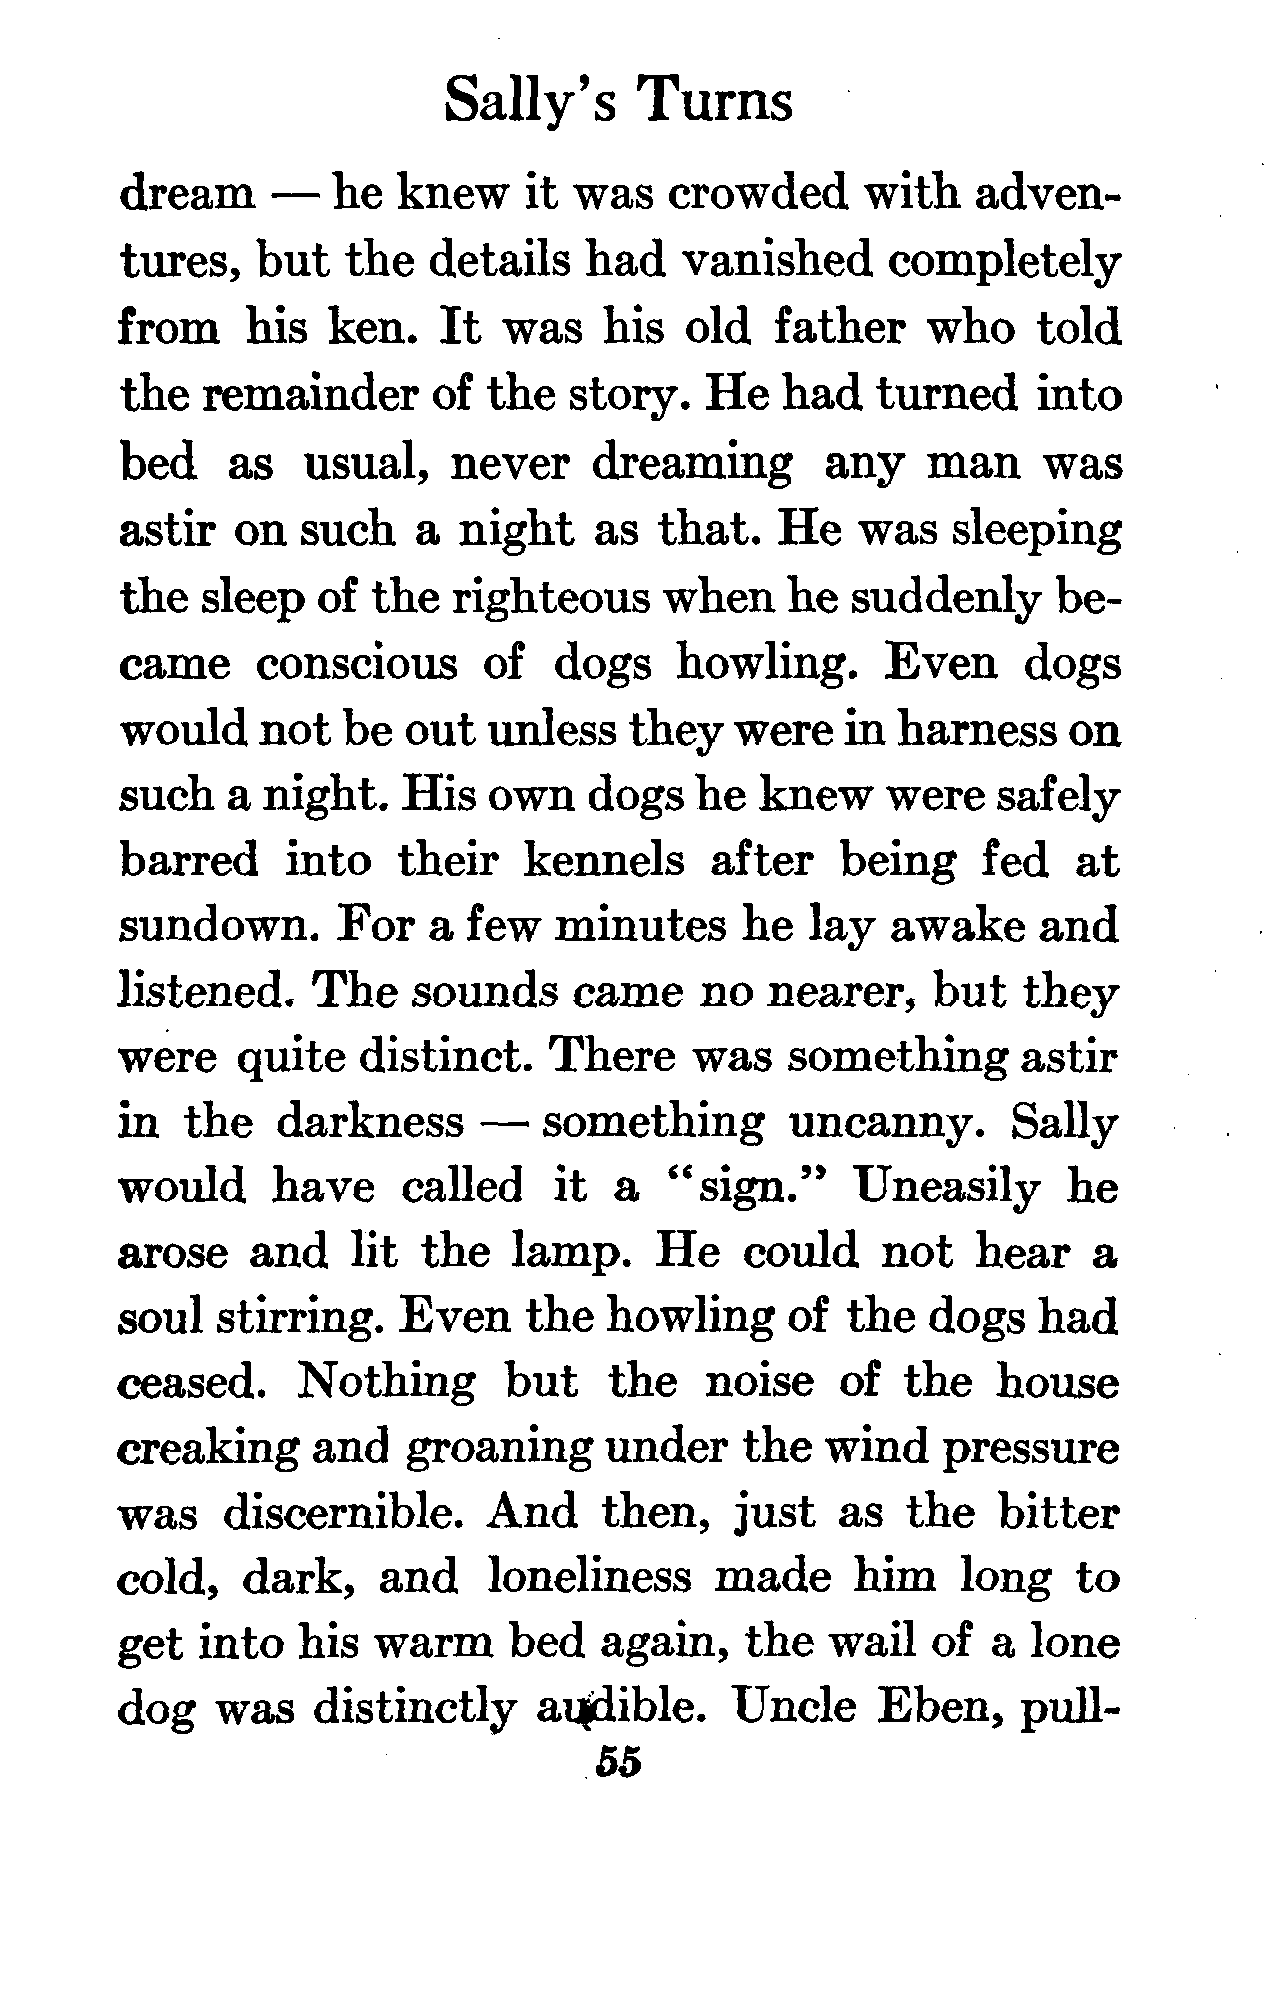 Sally's Turns
dream — he knew it was crowded with adven-
tures, but the details had vanished completely
from his ken. It was his old father who told
the remainder of the story. He had turned into
bed as usual, never dreaming any man was
astir on such a night as that. He was sleeping
the sleep of the righteous when he suddenly be-
came conscious of dogs howling. Even dogs
would not be out unless they were in harness on
such a night. His own dogs he knew were safely
barred into their kennels after being fed at
sundown. For a few minutes he lay awake and
listened. The sounds came no nearer, but they
were quite distinct. There was something astir
in the darkness — something uncanny. Sally
would have called it a “sign.” Uneasily he
arose and lit the lamp. He could not hear a
soul stirring. Even the howling of the dogs had
ceased. Nothing but the noise of the house
creaking and groaning under the wind pressure
was discernible. And then, just as the bitter
cold, dark, and loneliness made him long to
get into his warm bed again, the wail of a lone
dog was distinctly audible. Uncle Eben, pull-
55